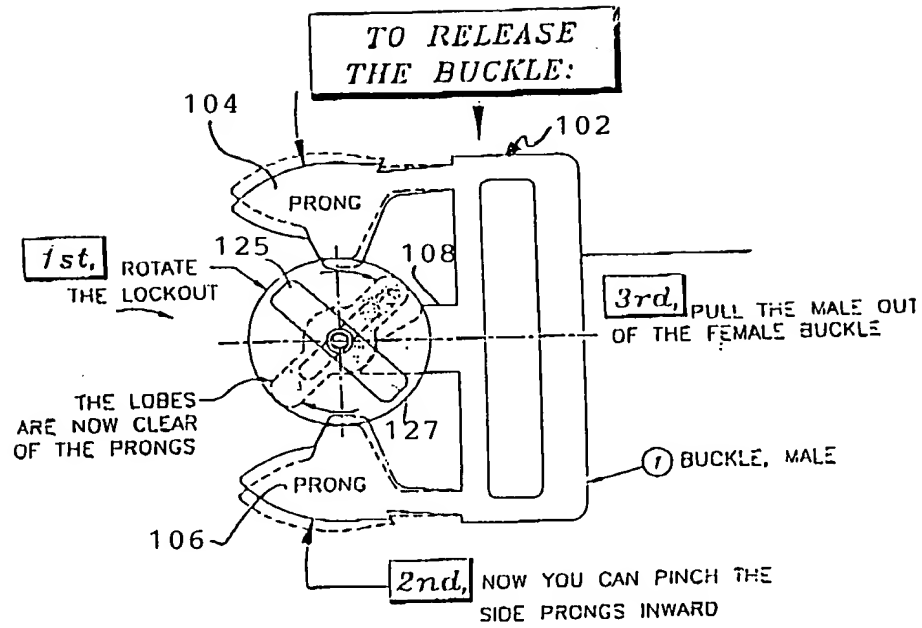 TO RELEASE
THE BUCKLE:
104
102
PRONG
1st,
ROTATE
THE LOCKOUT
125
108
3rd,
PULL THE MALE OUT
OF THE FEMALE BUCKLE
THE LOBES
ARE NOW CLEAR
OF THE PRONGS
127
1 BUCKLE, MALE
PRONG
106
2nd,
NOW YOU CAN PINCH THE
SIDE PRONGS INWARD